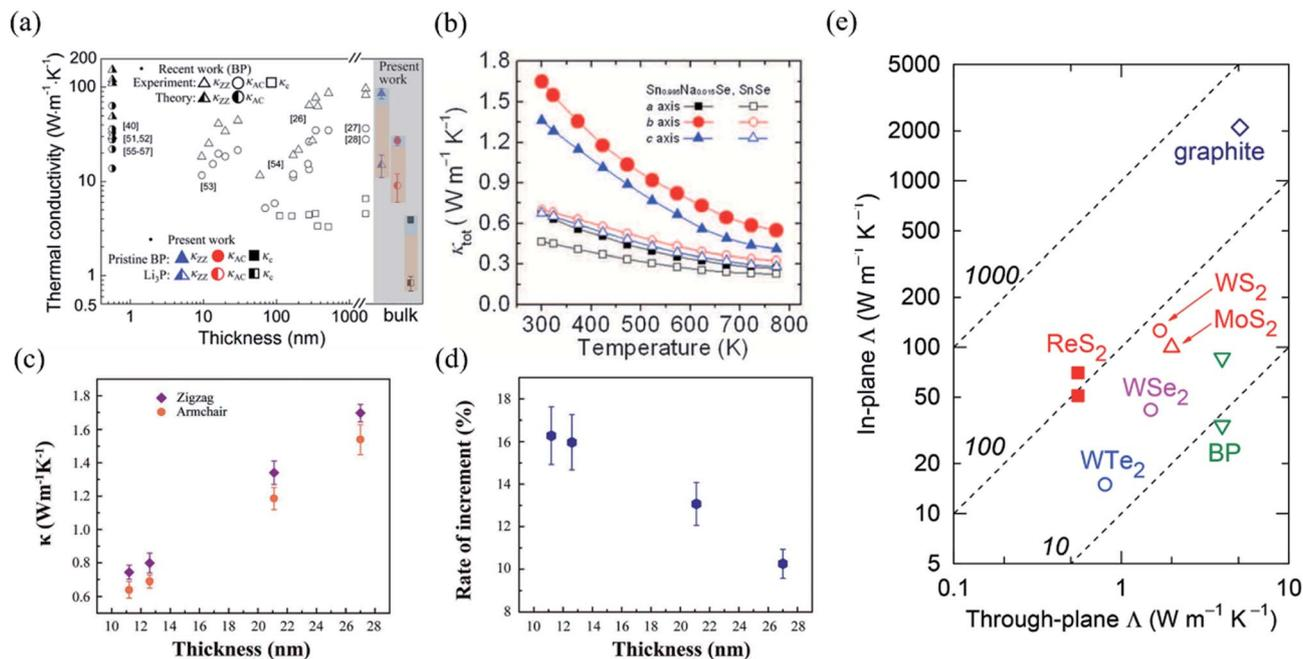 (a)
Thermal conductivity (W·m⁻¹·K⁻¹)
200
100
10
1
0.5
Present
work
• Recent work (BP)
Experiment: △ κZZ ○ κAC □ κc
Theory: κZZ κAC
[40]
[51,52]
[55-57]
[26]
[27]
[28]
[53]
[54]
• Present work
Pristine BP: ▲ κZZ ● κAC ■ κc
Li₃P: κZZ κAC κc
1
10
100
1000
bulk
Thickness (nm)
(b)
κtot ( W m⁻¹ K⁻¹)
1.8
1.5
1.2
0.9
0.6
0.3
0.0
Sn0.985Na0.015Se, SnSe
a axis
b axis
c axis
300 400 500 600 700 800
Temperature (K)
(c)
κ (Wm⁻¹K⁻¹)
1.8
1.6
1.4
1.2
1.0
0.8
0.6
Zigzag
Armchair
10 12 14 16 18 20 22 24 26 28
Thickness (nm)
(d)
Rate of increment (%)
18
16
14
12
10
8
10 12 14 16 18 20 22 24 26 28
Thickness (nm)
(e)
In-plane Λ (W m⁻¹ K⁻¹)
5000
2000
1000
500
200
100
50
20
10
5
graphite
1000
WS₂
MoS₂
ReS₂
WSe₂
100
BP
WTe₂
10
0.1
1
10
Through-plane Λ (W m⁻¹ K⁻¹)